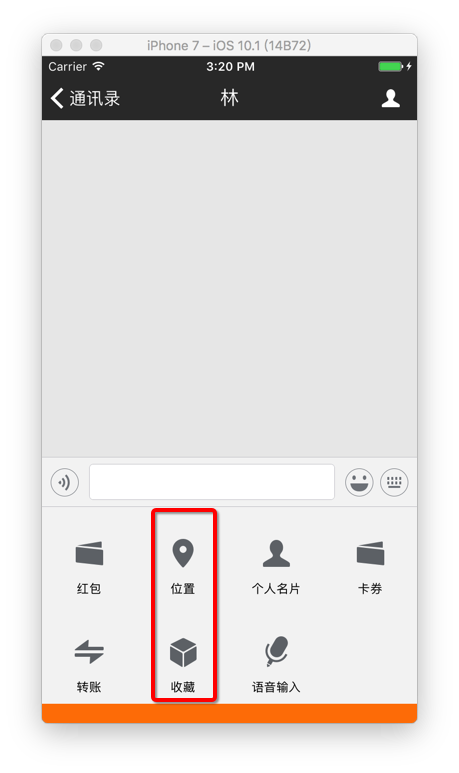 iPhone 7 – iOS 10.1 (14B72)
Carrier 3:20 PM
通讯录 林
红包 位置 个人名片 卡券
转账 收藏 语音输入